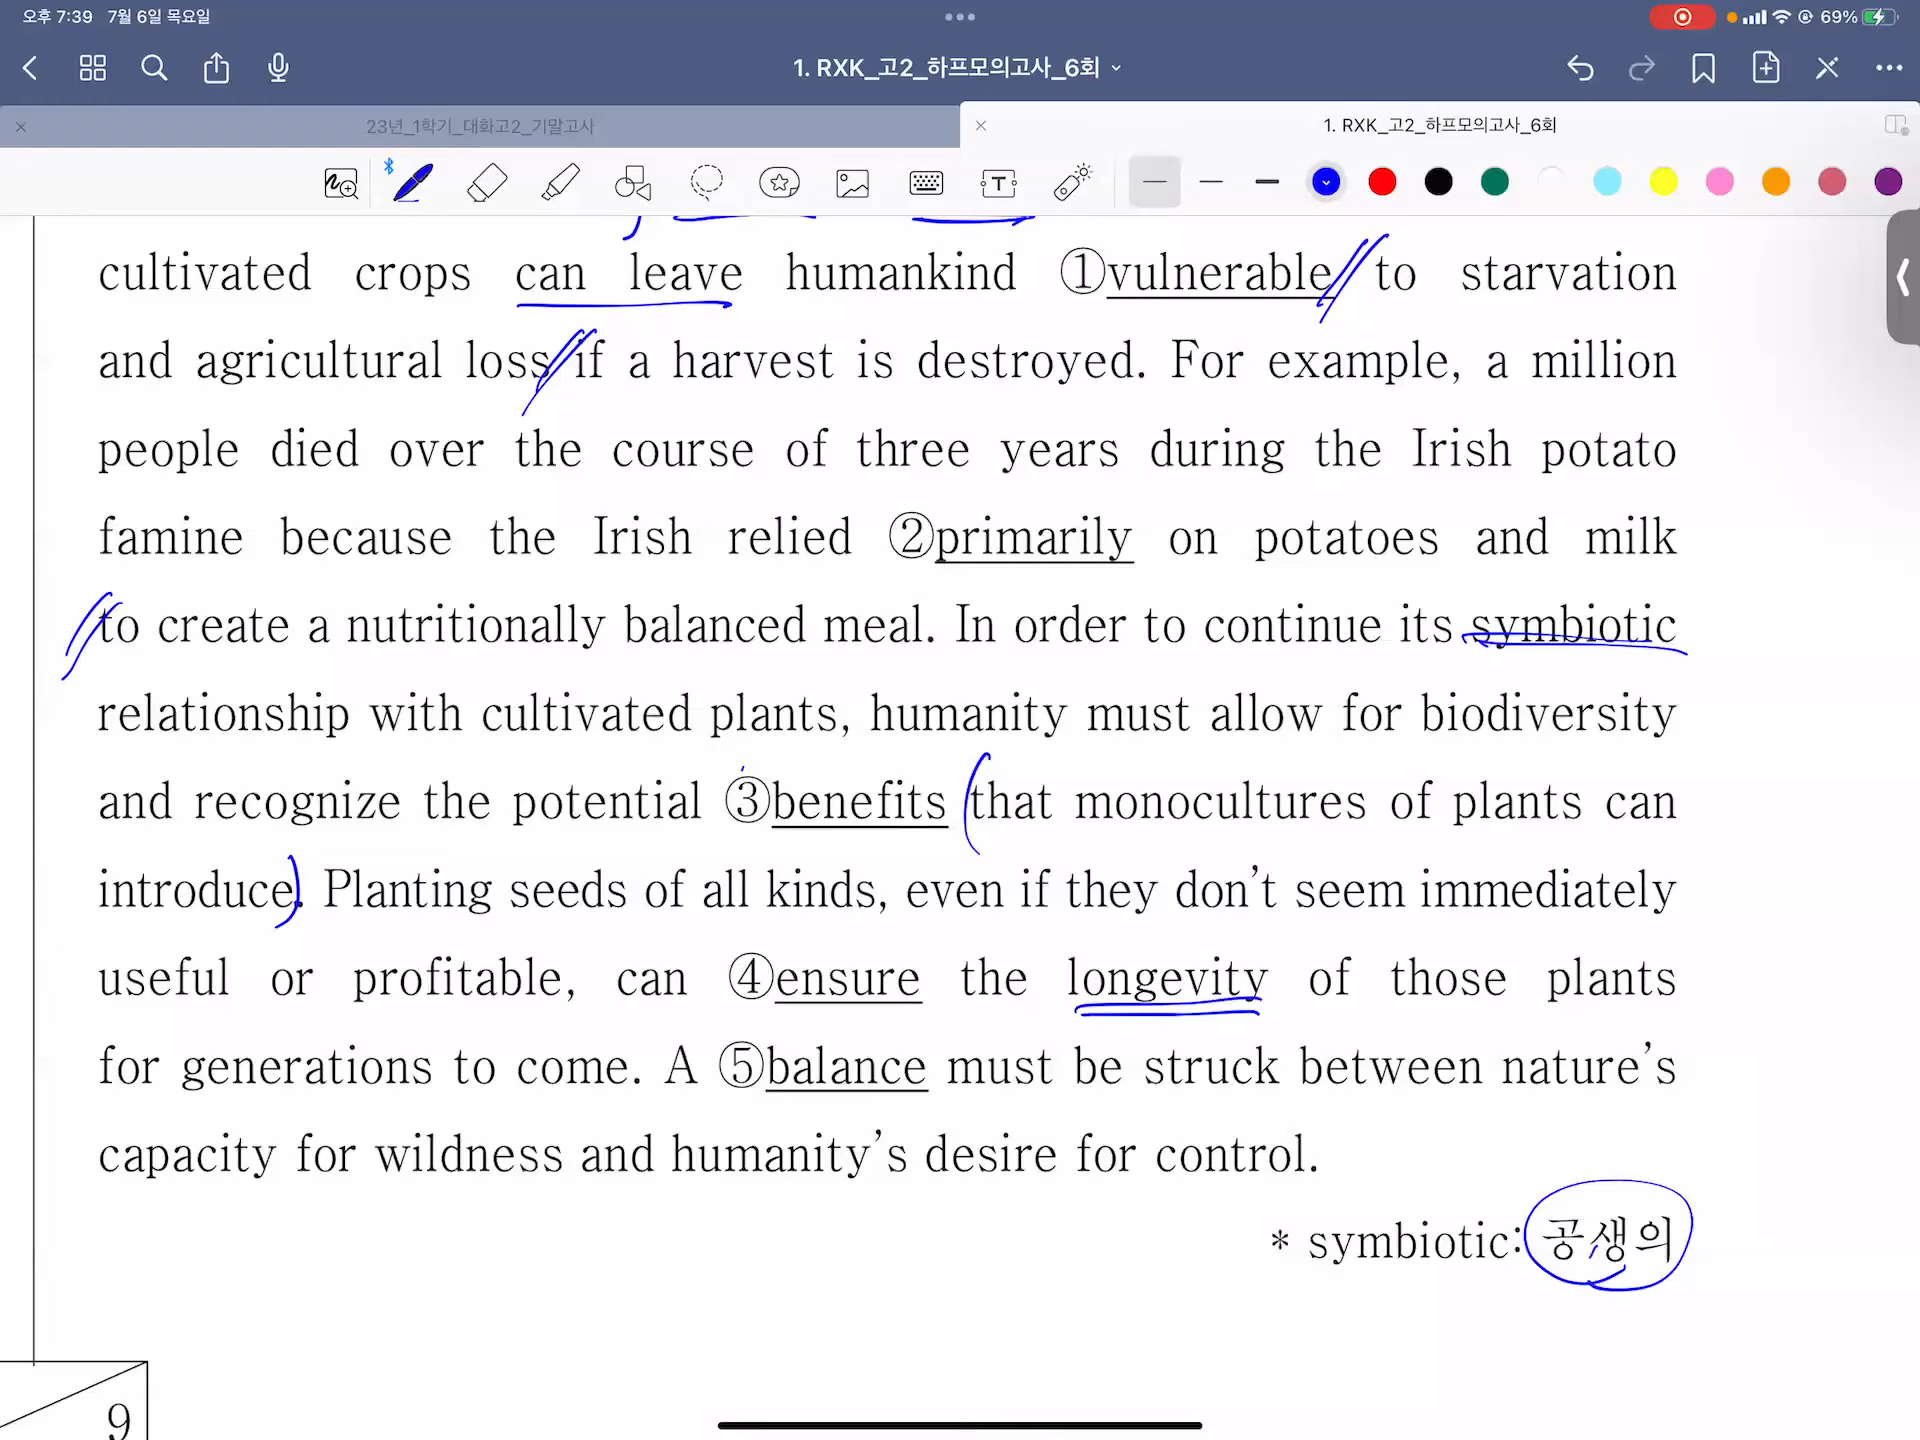 오후 7:39 7월 6일 목요일
69%
1. RXK_고2_하프모의고사_6회
23년_1학기_대화고2_기말고사
1. RXK_고2_하프모의고사_6회
cultivated crops can leave humankind ①vulnerable to starvation
and agricultural loss if a harvest is destroyed. For example, a million
people died over the course of three years during the Irish potato
famine because the Irish relied ②primarily on potatoes and milk
to create a nutritionally balanced meal. In order to continue its symbiotic
relationship with cultivated plants, humanity must allow for biodiversity
and recognize the potential ③benefits that monocultures of plants can
introduce. Planting seeds of all kinds, even if they don't seem immediately
useful or profitable, can ④ensure the longevity of those plants
for generations to come. A ⑤balance must be struck between nature's
capacity for wildness and humanity's desire for control.
* symbiotic: 공생의
9